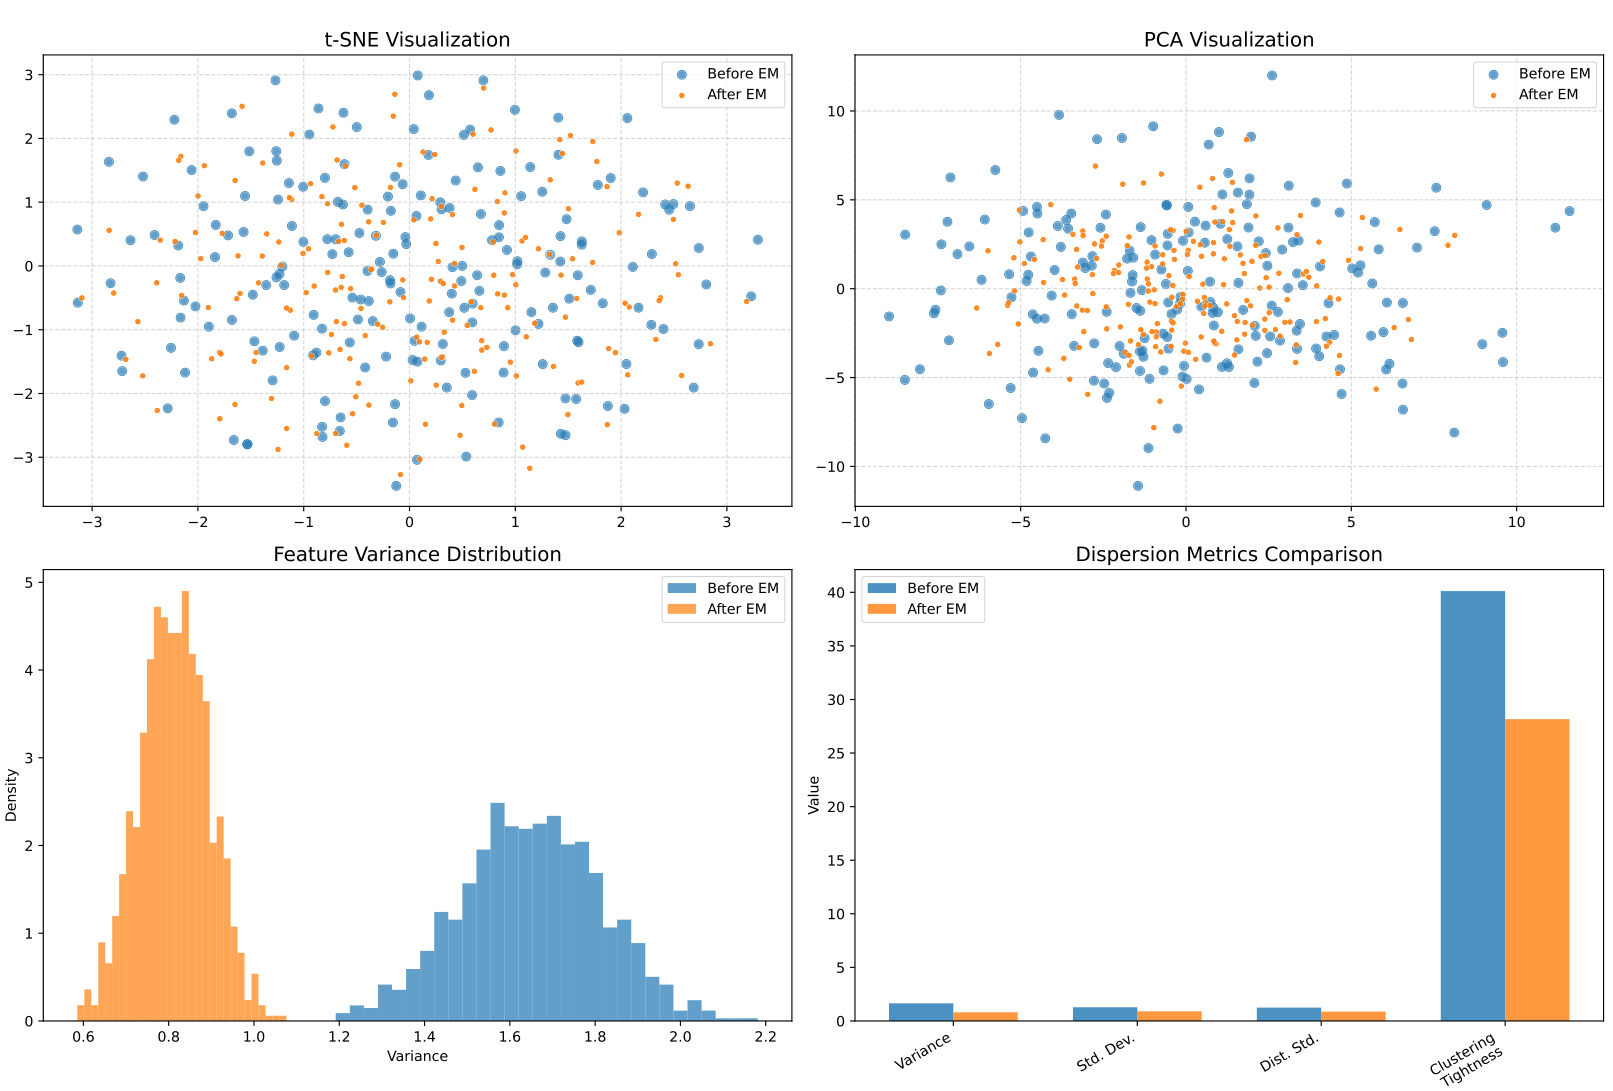 t-SNE Visualization
Before EM
After EM
3
2
1
0
−1
−2
−3
−3
−2
−1
0
1
2
3
PCA Visualization
Before EM
After EM
10
5
0
−5
−10
−10
−5
0
5
10
Feature Variance Distribution
Before EM
After EM
Density
5
4
3
2
1
0
0.6
0.8
1.0
1.2
1.4
1.6
1.8
2.0
2.2
Variance
Dispersion Metrics Comparison
Before EM
After EM
Value
40
35
30
25
20
15
10
5
0
Variance
Std. Dev.
Dist. Std.
Clustering
Tightness